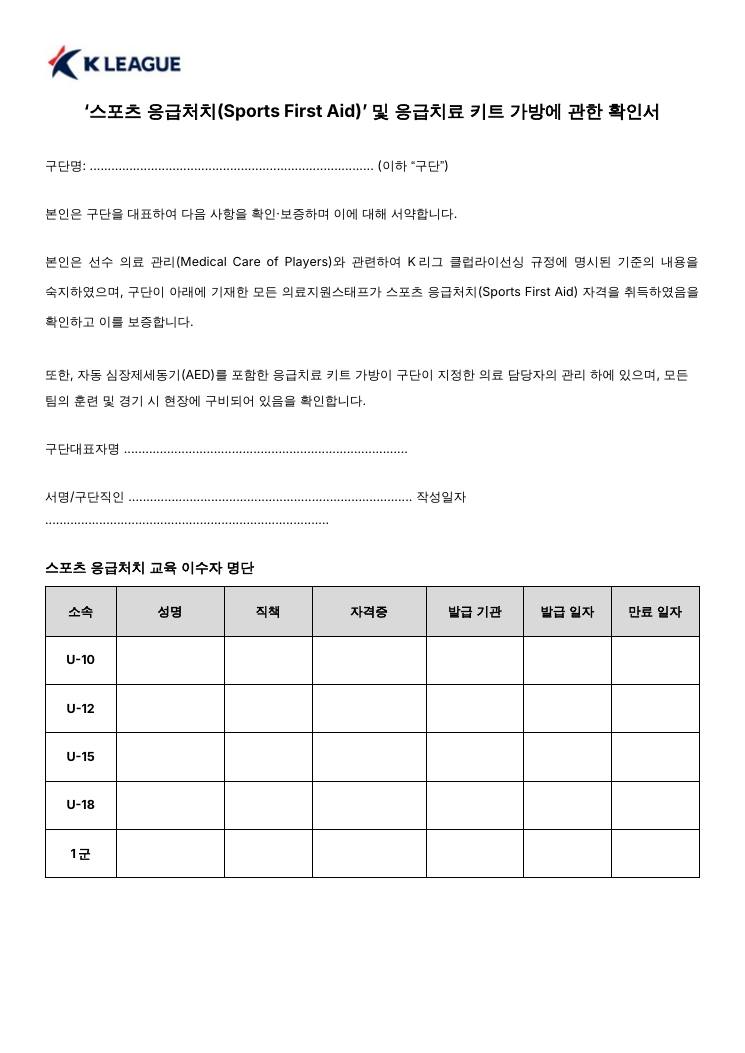 K LEAGUE
‘스포츠 응급처치(Sports First Aid)’ 및 응급치료 키트 가방에 관한 확인서
구단명: ............................................................................... (이하 “구단”)
본인은 구단을 대표하여 다음 사항을 확인·보증하며 이에 대해 서약합니다.
본인은 선수 의료 관리(Medical Care of Players)와 관련하여 K리그 클럽라이선싱 규정에 명시된 기준의 내용을
숙지하였으며, 구단이 아래에 기재한 모든 의료지원스태프가 스포츠 응급처치(Sports First Aid) 자격을 취득하였음을
확인하고 이를 보증합니다.
또한, 자동 심장제세동기(AED)를 포함한 응급치료 키트 가방이 구단이 지정한 의료 담당자의 관리 하에 있으며, 모든
팀의 훈련 및 경기 시 현장에 구비되어 있음을 확인합니다.
구단대표자명 ...............................................................................
서명/구단직인 ............................................................................... 작성일자
...............................................................................
스포츠 응급처치 교육 이수자 명단
소속 성명 직책 자격증 발급 기관 발급 일자 만료 일자
U-10
U-12
U-15
U-18
1군